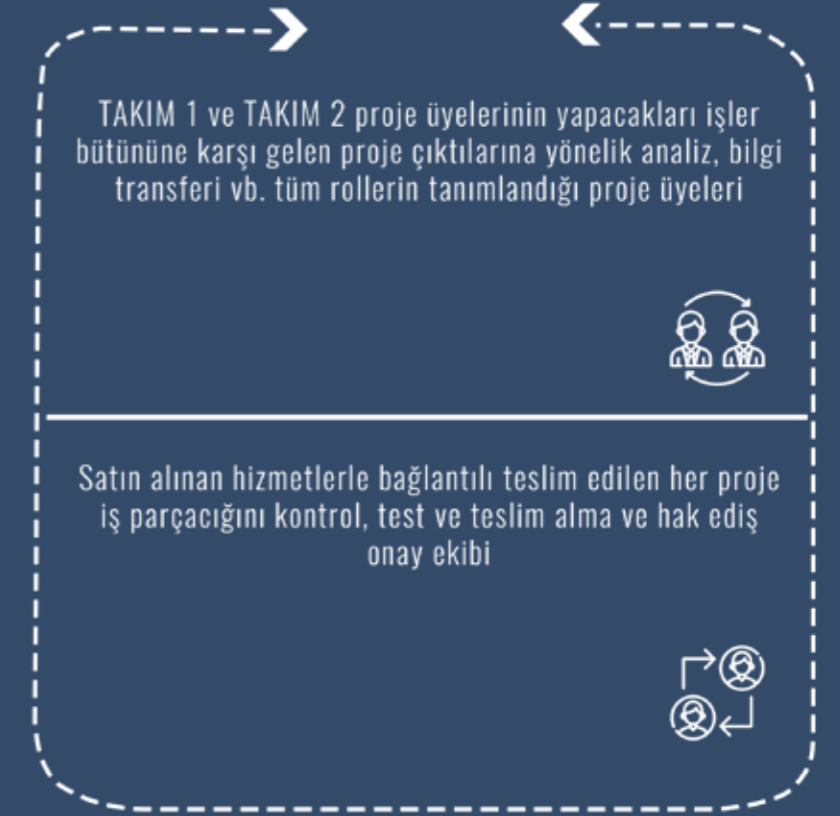 TAKIM 1 ve TAKIM 2 proje üyelerinin yapacakları işler
bütününe karşı gelen proje çıktılarına yönelik analiz, bilgi
transferi vb. tüm rollerin tanımlandığı proje üyeleri
Satın alınan hizmetlerle bağlantılı teslim edilen her proje
iş parçacığını kontrol, test ve teslim alma ve hak ediş
onay ekibi